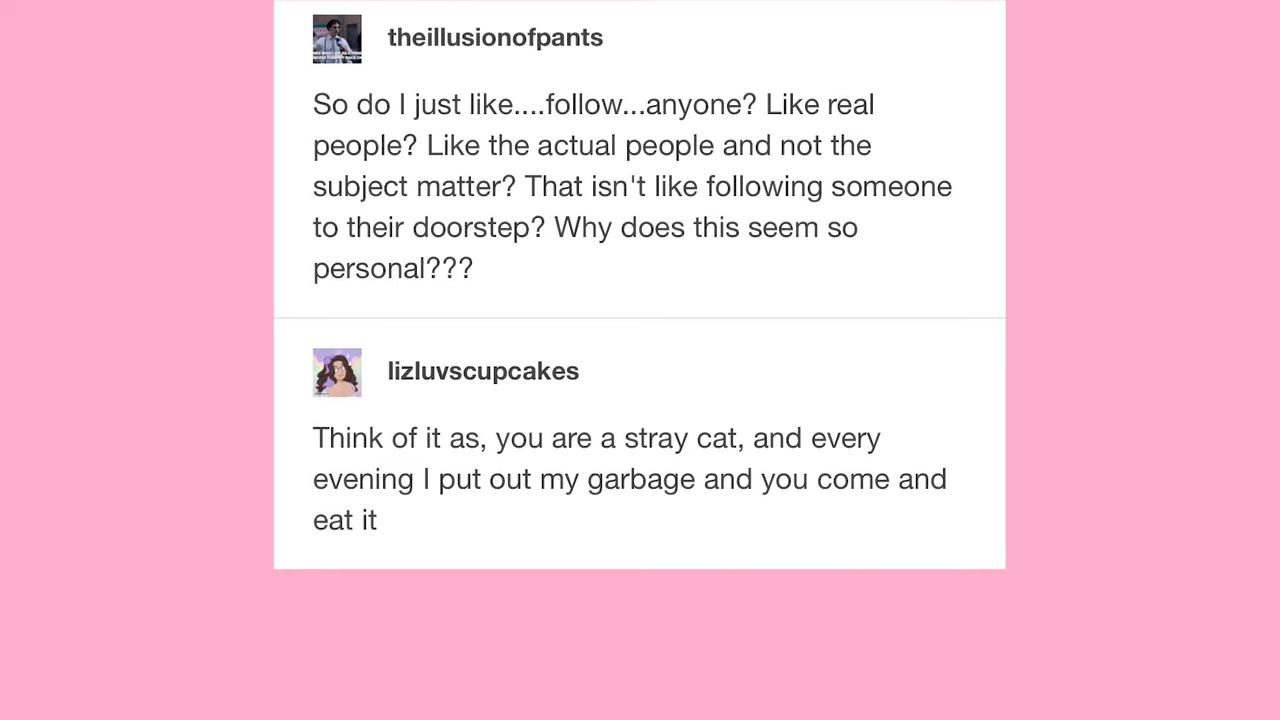 theillusionofpants
So do I just like....follow...anyone? Like real
people? Like the actual people and not the
subject matter? That isn't like following someone
to their doorstep? Why does this seem so
personal???
lizluvscupcakes
Think of it as, you are a stray cat, and every
evening I put out my garbage and you come and
eat it